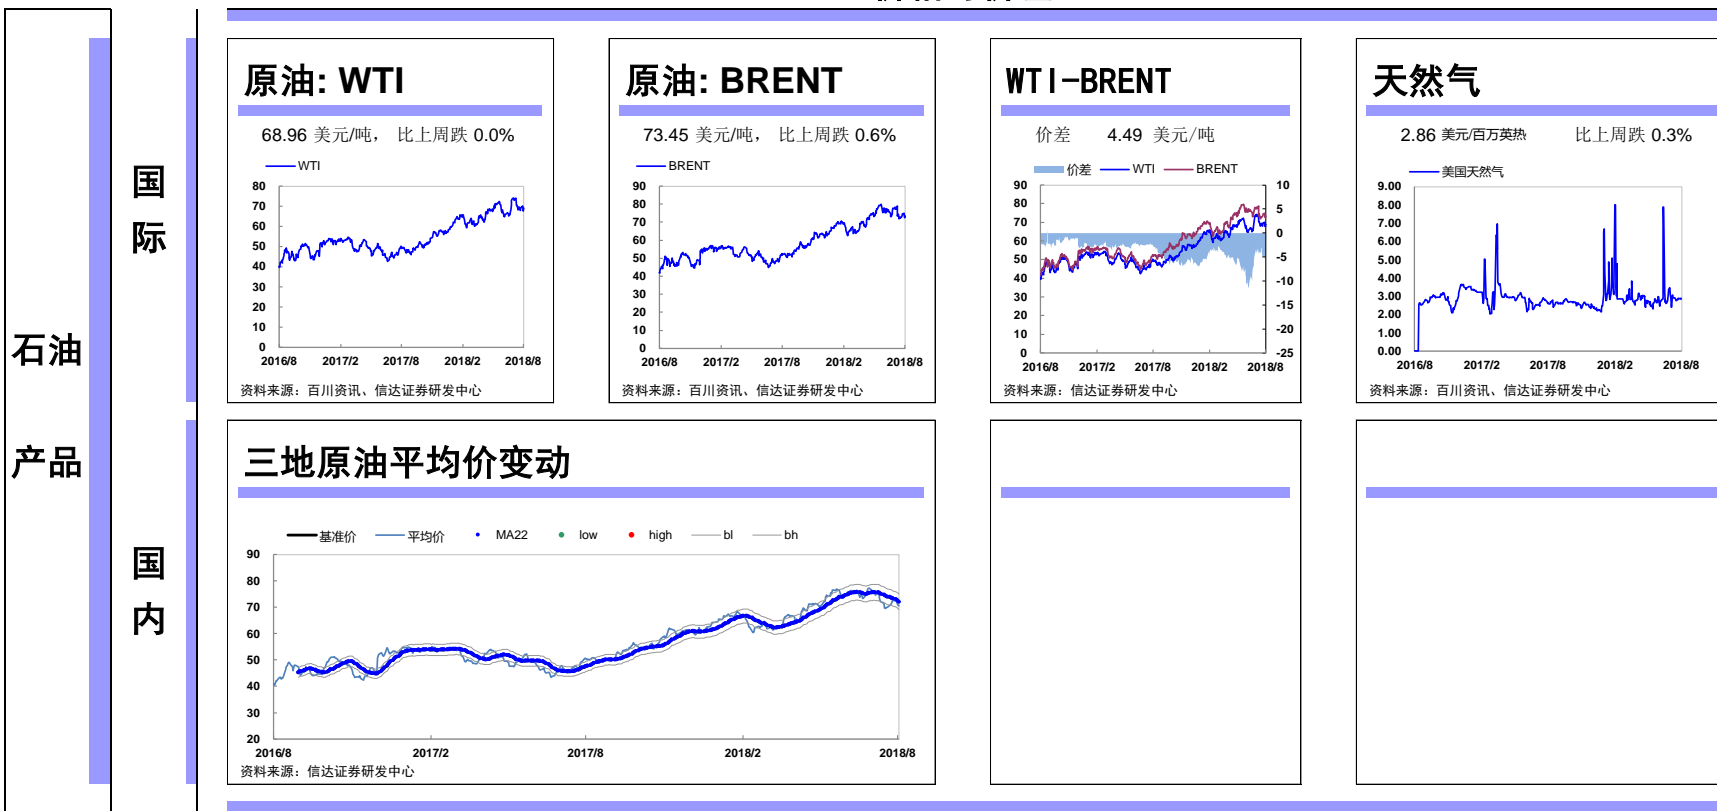 石油
产品
国
际
国
内
原油: WTI
68.96 美元/吨， 比上周跌 0.0%
WTI
80
70
60
50
40
30
20
10
0
2016/8 2017/2 2017/8 2018/2 2018/8
资料来源：百川资讯、信达证券研发中心
原油: BRENT
73.45 美元/吨， 比上周跌 0.6%
BRENT
90
80
70
60
50
40
30
20
10
0
2016/8 2017/2 2017/8 2018/2 2018/8
资料来源：百川资讯、信达证券研发中心
WTI-BRENT
价差 4.49 美元/吨
价差 WTI BRENT
90
80
70
60
50
40
30
20
10
0
10
5
0
-5
-10
-15
-20
-25
2016/8 2017/2 2017/8 2018/2 2018/8
资料来源：信达证券研发中心
天然气
2.86 美元/百万英热 比上周跌 0.3%
美国天然气
9.00
8.00
7.00
6.00
5.00
4.00
3.00
2.00
1.00
0.00
2016/8 2017/2 2017/8 2018/2 2018/8
资料来源：百川资讯、信达证券研发中心
三地原油平均价变动
基准价 平均价 MA22 low high bl bh
90
80
70
60
50
40
30
20
2016/8 2017/2 2017/8 2018/2 2018/8
资料来源：信达证券研发中心